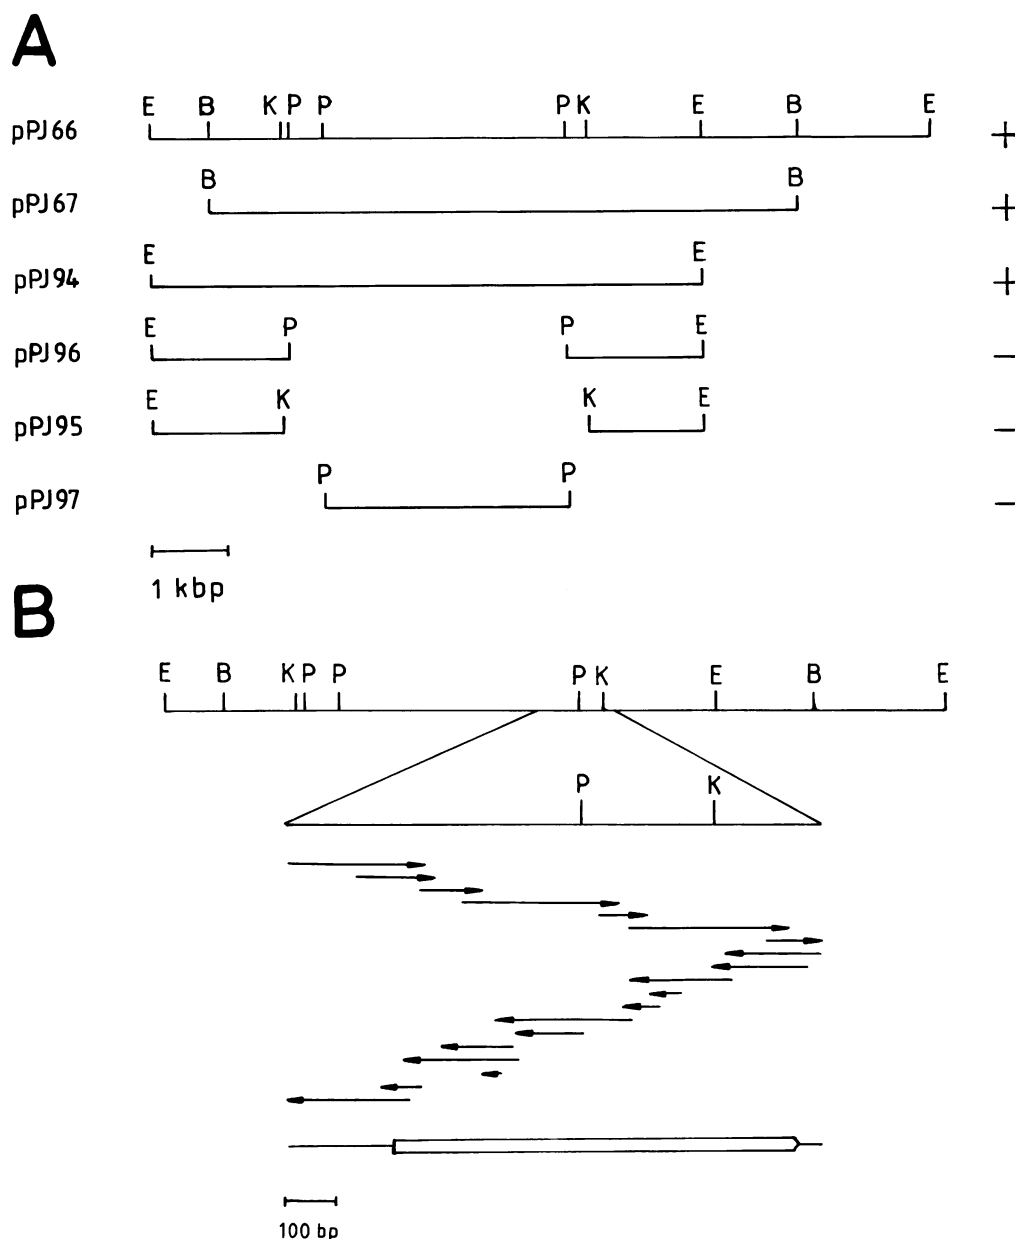 A
E B K P P P K E B E
pPJ66 +
B B
pPJ67 +
E E
pPJ94 +
E P P E
pPJ96 −
E K K E
pPJ95 −
P P
pPJ97 −
1 kbp
B
E B K P P P K E B E
P K
100 bp